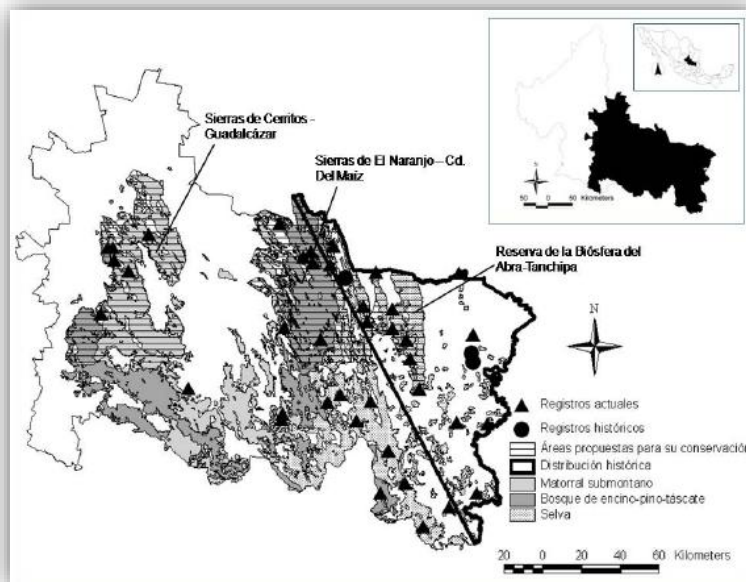 Sierras de Cerritos -
Guadalcázar
Sierras de El Naranjo – Cd.
Del Maíz
Reserva de la Biósfera del
Abra-Tanchipa
N
50 0 50 Kilometers
N
Registros actuales
Registros históricos
Áreas propuestas para su conservación
Distribución histórica
Matorral submontano
Bosque de encino-pino-táscate
Selva
20 0 20 40 60 Kilometers